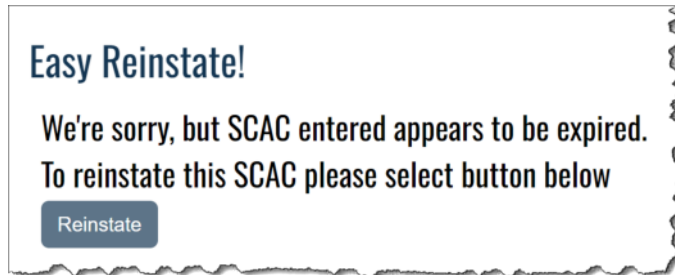 Easy Reinstate!
We're sorry, but SCAC entered appears to be expired.
To reinstate this SCAC please select button below
Reinstate